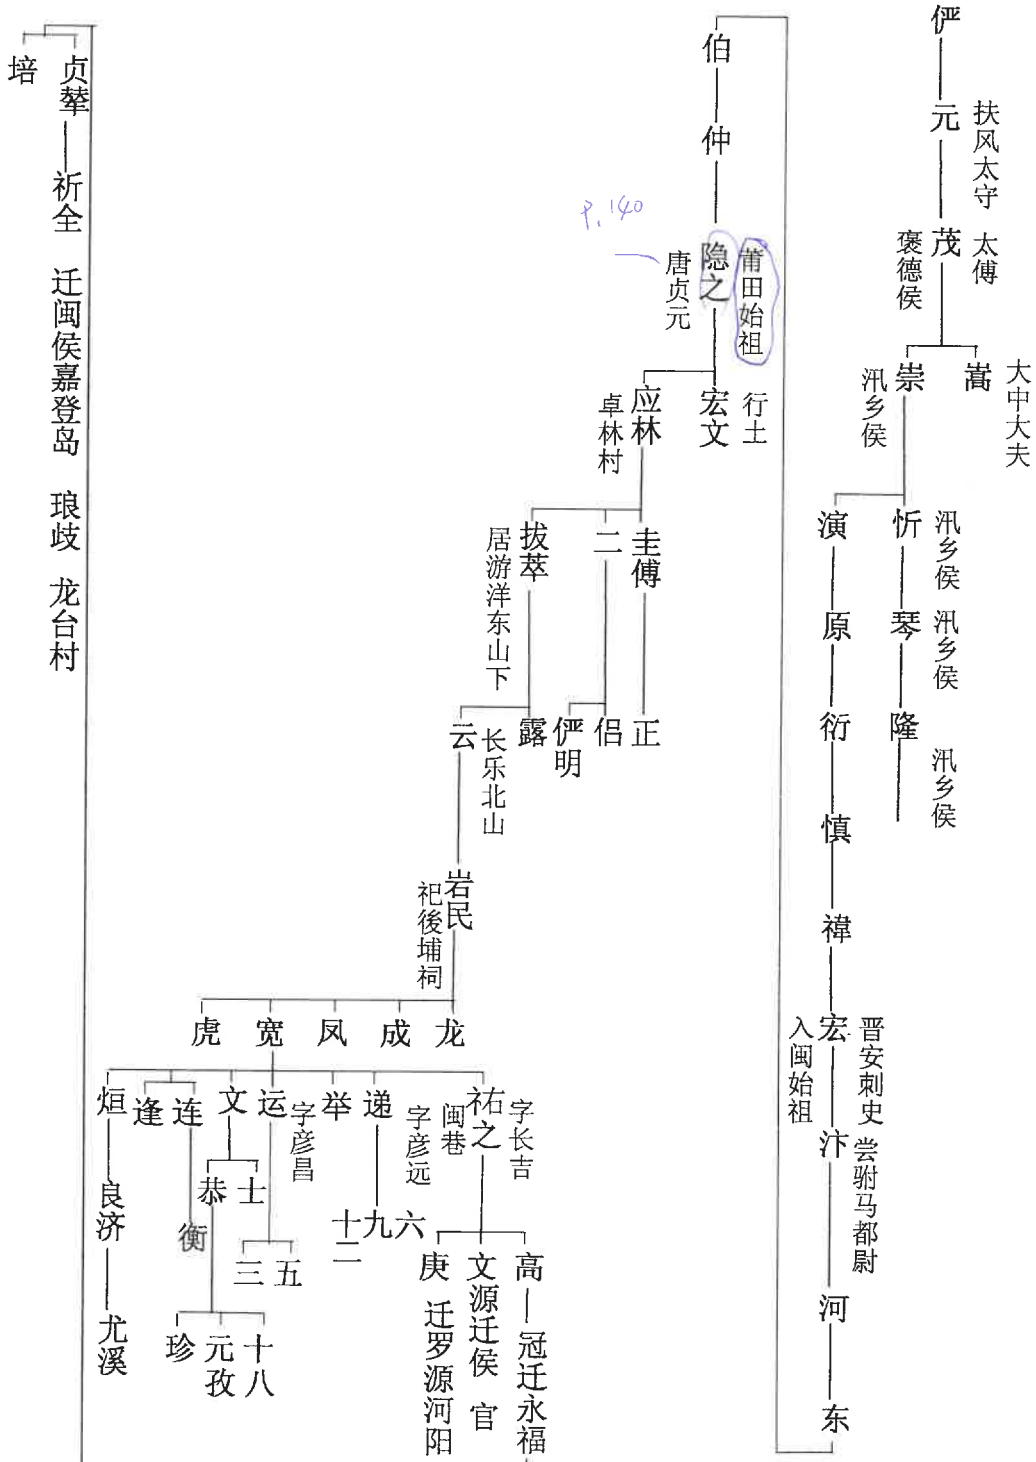 俨
元
扶风太守
茂
太傅
褒德侯
嵩
大中大夫
崇
汛乡侯
忻
汛乡侯
琴
汛乡侯
隆
汛乡侯
演
原
衍
慎
禕
宏
晋安刺史
入闽始祖
汴
尝驸马都尉
河
东
伯
仲
隐之
莆田始祖
唐贞元
P.140
宏文
行土
应林
卓林村
圭傅
二
拔萃
居游洋东山下
正
侣
俨明
露
云
长乐北山
岩民
祀後埔祠
龙
成
凤
宽
虎
祐之
字长吉
闽巷
递
字彦远
举
运
字彦昌
文
连
逢
烜
高
冠迁永福
文源迁侯 官
庚 迁罗源河阳
六
九
十二
五
三
士
恭
十八
元孜
珍
衡
良济
尤溪
贞辇
祈全 迁闽侯嘉登岛 琅歧 龙台村
培